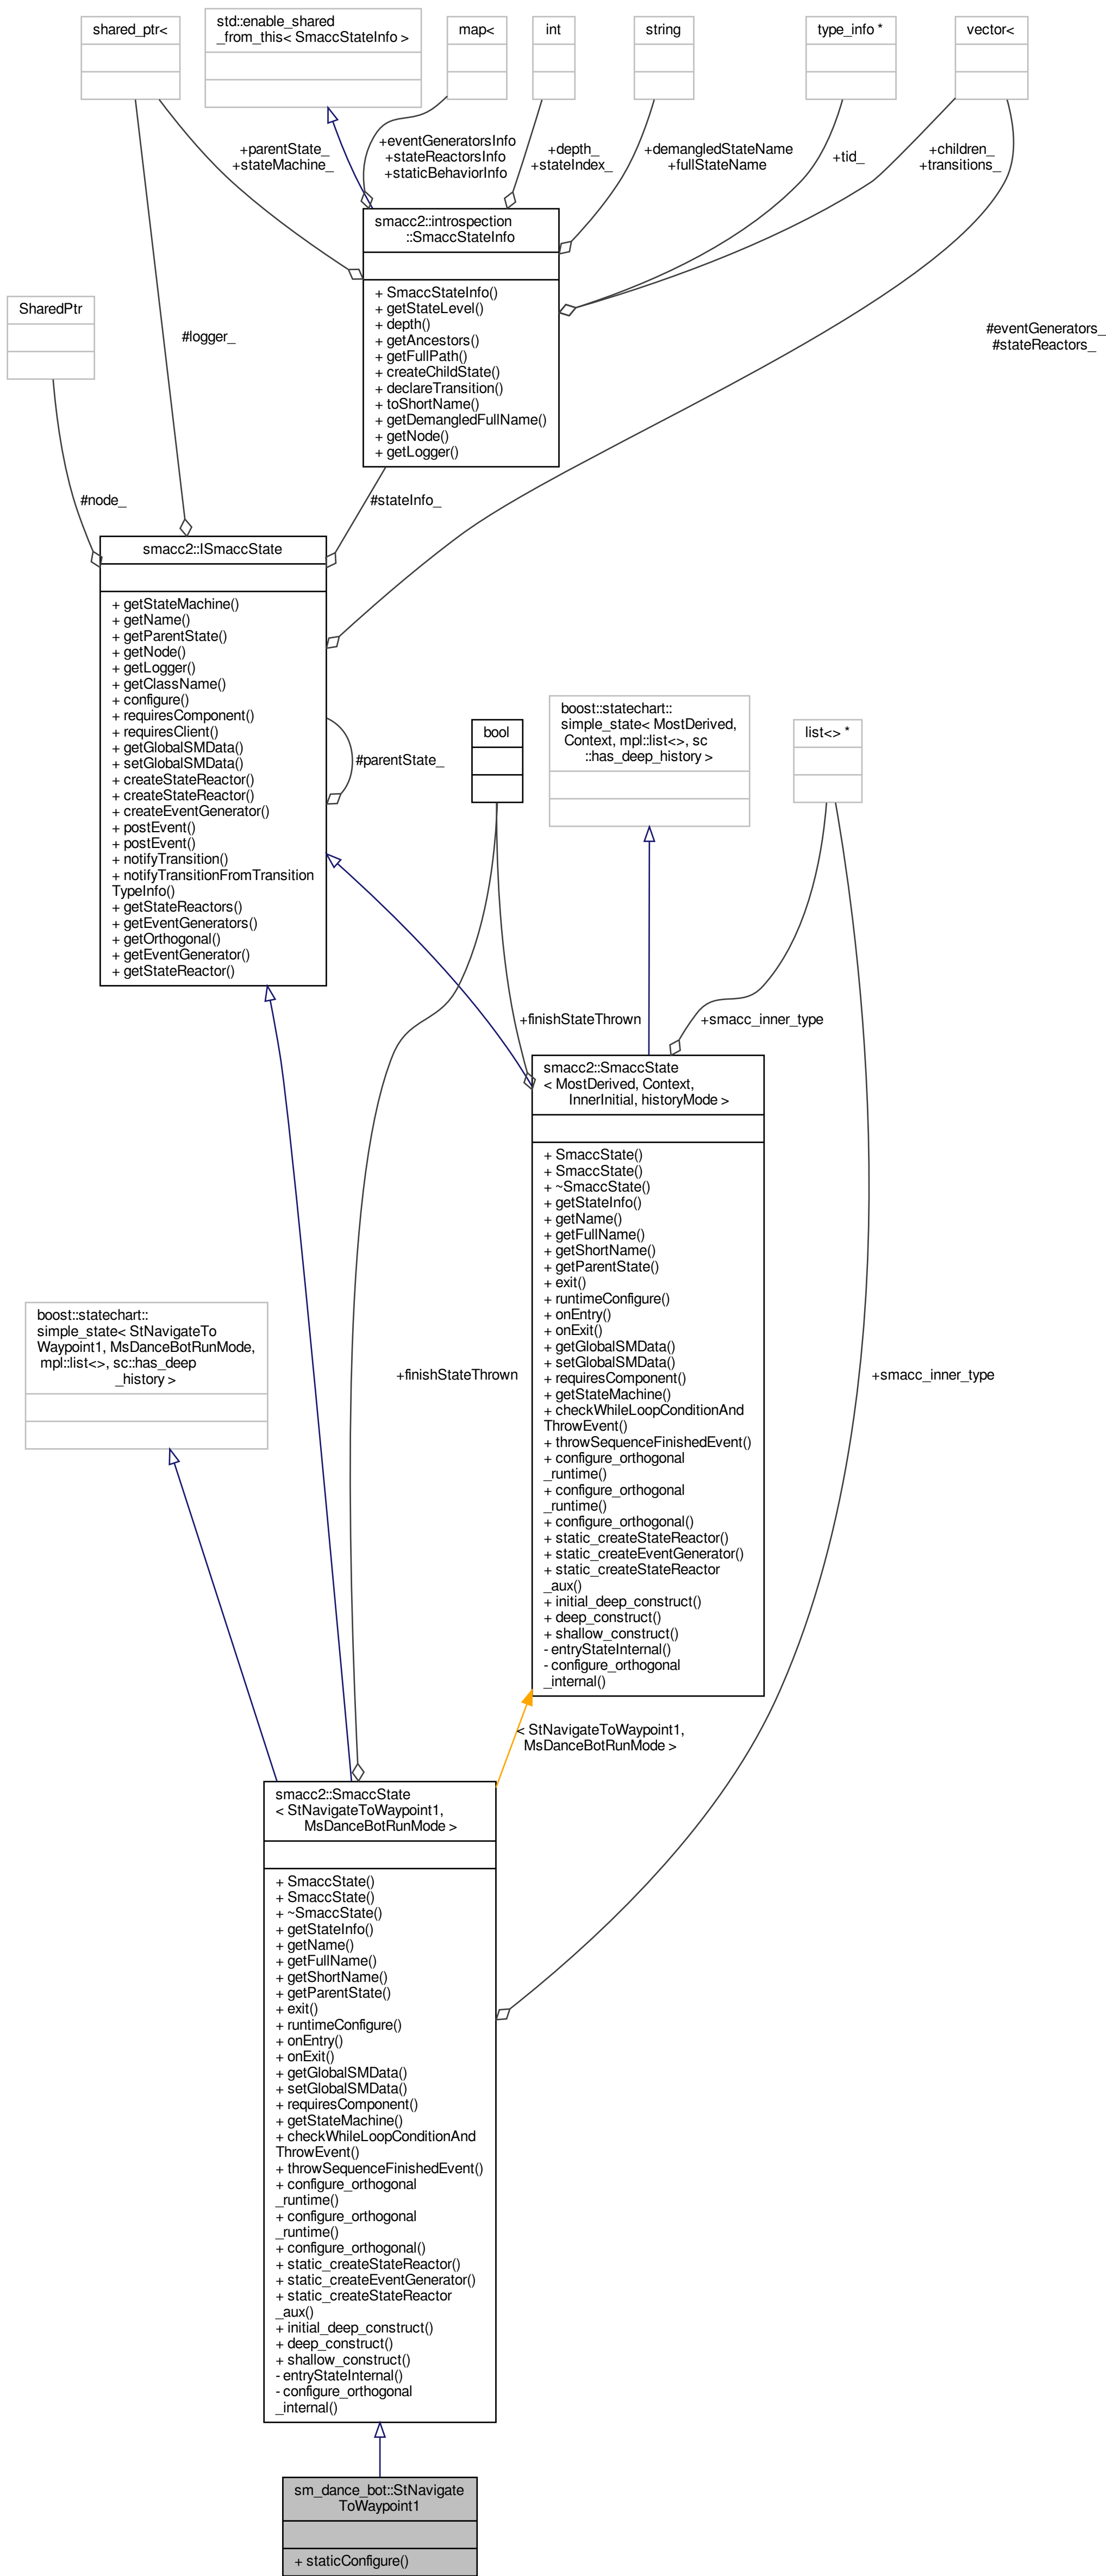 shared_ptr<
std::enable_shared
_from_this< SmaccStateInfo >
map<
int
string
type_info *
vector<
+parentState_
+stateMachine_
+eventGeneratorsInfo
+stateReactorsInfo
+staticBehaviorInfo
+depth_
+stateIndex_
+demangledStateName
+fullStateName
+tid_
+children_
+transitions_
smacc2::introspection
::SmaccStateInfo
+ SmaccStateInfo()
+ getStateLevel()
+ depth()
+ getAncestors()
+ getFullPath()
+ createChildState()
+ declareTransition()
+ toShortName()
+ getDemangledFullName()
+ getNode()
+ getLogger()
SharedPtr
#logger_
#eventGenerators_
#stateReactors_
#node_
#stateInfo_
smacc2::ISmaccState
+ getStateMachine()
+ getName()
+ getParentState()
+ getNode()
+ getLogger()
+ getClassName()
+ configure()
+ requiresComponent()
+ requiresClient()
+ getGlobalSMData()
+ setGlobalSMData()
+ createStateReactor()
+ createStateReactor()
+ createEventGenerator()
+ postEvent()
+ postEvent()
+ notifyTransition()
+ notifyTransitionFromTransition
TypeInfo()
+ getStateReactors()
+ getEventGenerators()
+ getOrthogonal()
+ getEventGenerator()
+ getStateReactor()
#parentState_
bool
boost::statechart::
simple_state< MostDerived,
Context, mpl::list<>, sc
::has_deep_history >
list<> *
+finishStateThrown
+smacc_inner_type
smacc2::SmaccState
< MostDerived, Context,
InnerInitial, historyMode >
+ SmaccState()
+ SmaccState()
+ ~SmaccState()
+ getStateInfo()
+ getName()
+ getFullName()
+ getShortName()
+ getParentState()
+ exit()
+ runtimeConfigure()
+ onEntry()
+ onExit()
+ getGlobalSMData()
+ setGlobalSMData()
+ requiresComponent()
+ getStateMachine()
+ checkWhileLoopConditionAnd
ThrowEvent()
+ throwSequenceFinishedEvent()
+ configure_orthogonal
_runtime()
+ configure_orthogonal
_runtime()
+ configure_orthogonal()
+ static_createStateReactor()
+ static_createEventGenerator()
+ static_createStateReactor
_aux()
+ initial_deep_construct()
+ deep_construct()
+ shallow_construct()
- entryStateInternal()
- configure_orthogonal
_internal()
boost::statechart::
simple_state< StNavigateTo
Waypoint1, MsDanceBotRunMode,
mpl::list<>, sc::has_deep
_history >
+finishStateThrown
+smacc_inner_type
< StNavigateToWaypoint1,
MsDanceBotRunMode >
smacc2::SmaccState
< StNavigateToWaypoint1,
MsDanceBotRunMode >
+ SmaccState()
+ SmaccState()
+ ~SmaccState()
+ getStateInfo()
+ getName()
+ getFullName()
+ getShortName()
+ getParentState()
+ exit()
+ runtimeConfigure()
+ onEntry()
+ onExit()
+ getGlobalSMData()
+ setGlobalSMData()
+ requiresComponent()
+ getStateMachine()
+ checkWhileLoopConditionAnd
ThrowEvent()
+ throwSequenceFinishedEvent()
+ configure_orthogonal
_runtime()
+ configure_orthogonal
_runtime()
+ configure_orthogonal()
+ static_createStateReactor()
+ static_createEventGenerator()
+ static_createStateReactor
_aux()
+ initial_deep_construct()
+ deep_construct()
+ shallow_construct()
- entryStateInternal()
- configure_orthogonal
_internal()
sm_dance_bot::StNavigate
ToWaypoint1
+ staticConfigure()